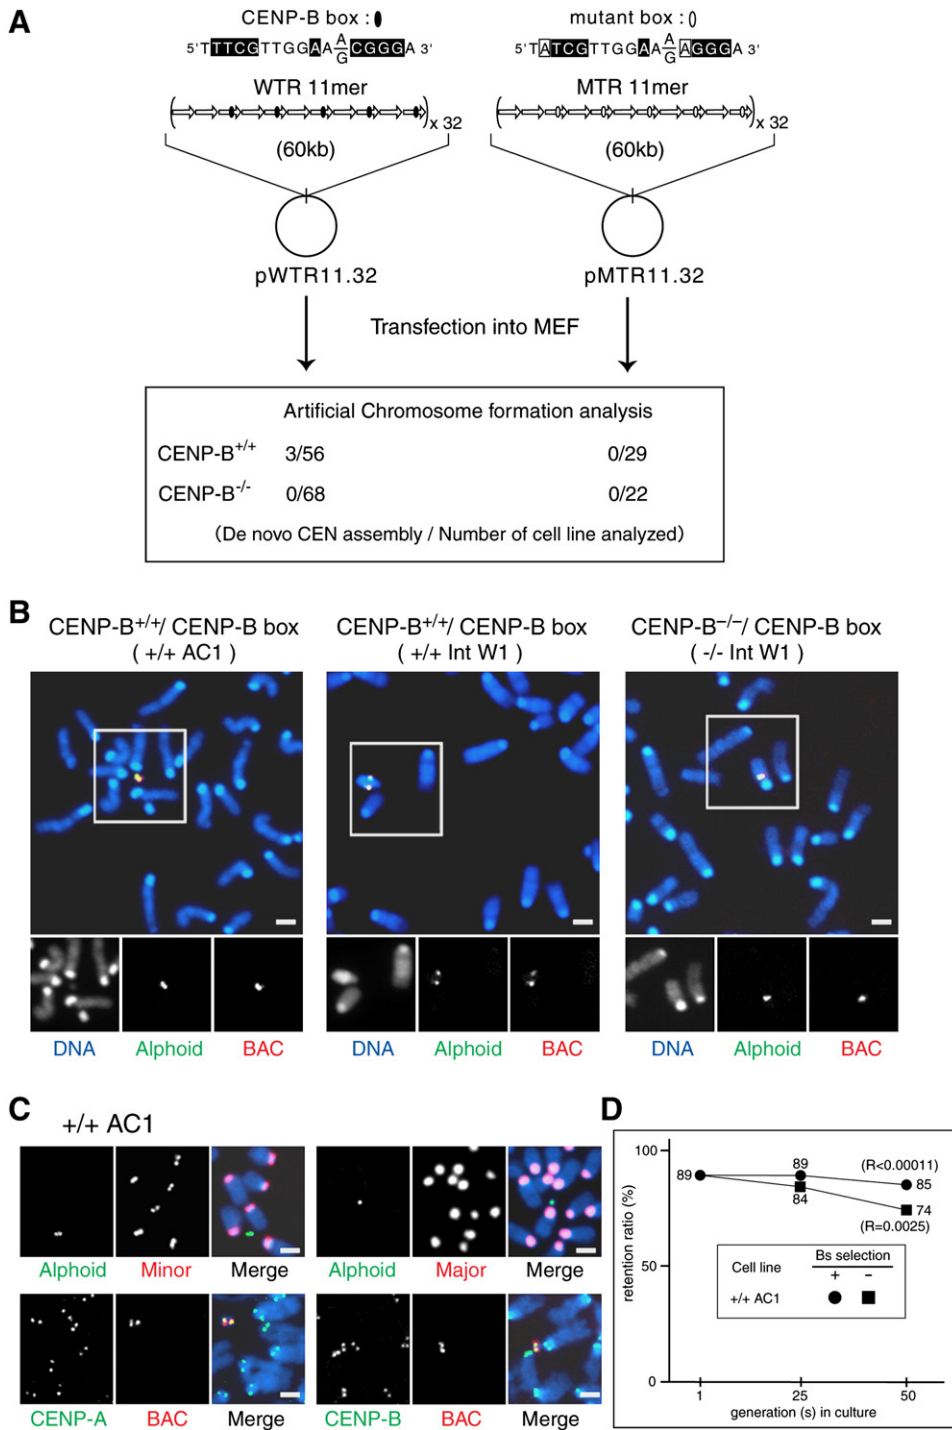 A
CENP-B box :
5'TTTCGTTGGAAA/GCGGGA 3'
WTR 11mer
x 32
(60kb)
pWTR11.32
mutant box :
5'TATCGTTGGAAA/GAGGGA 3'
MTR 11mer
x 32
(60kb)
pMTR11.32
Transfection into MEF
Artificial Chromosome formation analysis
CENP-B+/+ 3/56 0/29
CENP-B-/- 0/68 0/22
(De novo CEN assembly / Number of cell line analyzed)
B
CENP-B+/+/ CENP-B box
( +/+ AC1 )
DNA Alphoid BAC
CENP-B+/+/ CENP-B box
( +/+ Int W1 )
DNA Alphoid BAC
CENP-B–/–/ CENP-B box
( -/- Int W1 )
DNA Alphoid BAC
C
+/+ AC1
Alphoid Minor Merge
Alphoid Major Merge
CENP-A BAC Merge
CENP-B BAC Merge
D
retention ratio (%)
100
50
0
89
89
84
(R<0.00011)
85
74
(R=0.0025)
Cell line
Bs selection
+ −
+/+ AC1
1 25 50
generation (s) in culture